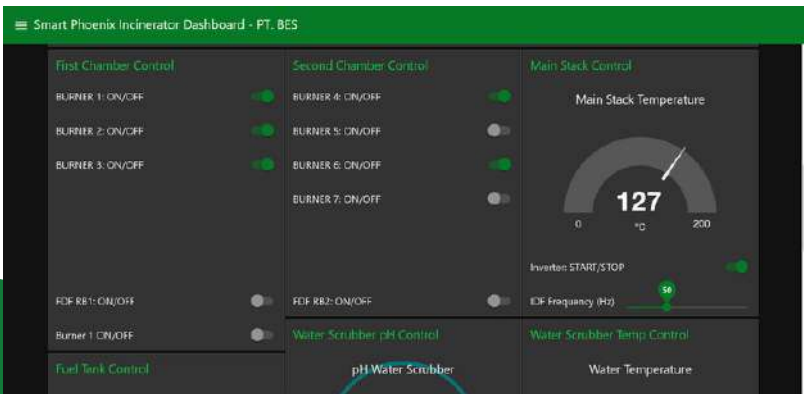 Smart Phoenix Incinerator Dashboard - PT. BES
First Chamber Control
BURNER 1: ON/OFF
BURNER 2: ON/OFF
BURNER 3: ON/OFF
FDF RB1: ON/OFF
Burner 1 ON/OFF
Fuel Tank Control
Second Chamber Control
BURNER 4: ON/OFF
BURNER 5: ON/OFF
BURNER 6: ON/OFF
BURNER 7: ON/OFF
FDF RB2: ON/OFF
Water Scrubber pH Control
pH Water Scrubber
Main Stack Control
Main Stack Temperature
127
0 °C 200
Inverter: START/STOP
50
IDF Frequency (Hz)
Water Scrubber Temp Control
Water Temperature